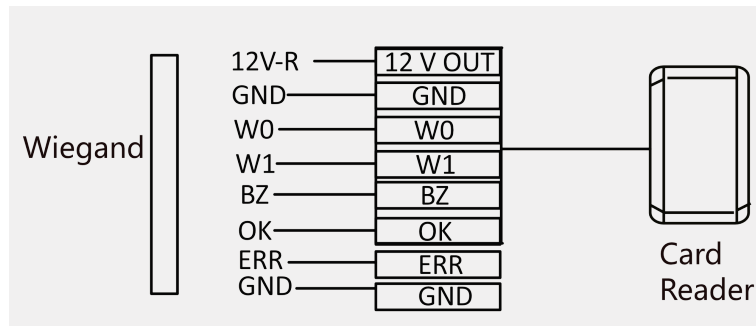 12V-R 12 V OUT
GND GND
W0 W0
Wiegand
W1 W1
BZ BZ
OK OK
ERR ERR
GND GND
Card
Reader